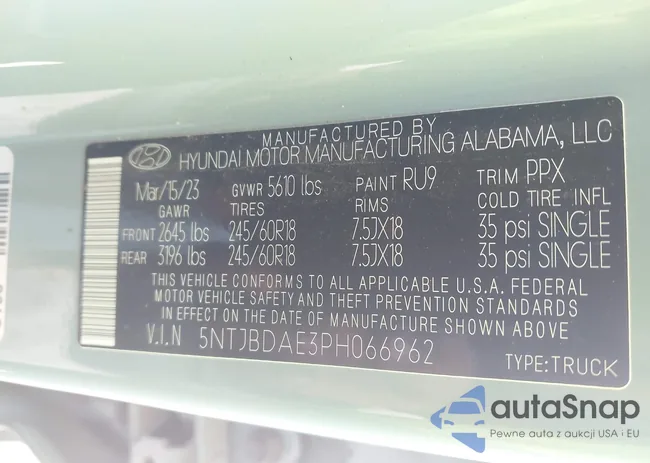 MANUFACTURED BY
HYUNDAI MOTOR MANUFACTURING ALABAMA, LLC
Mar/15/23 GVWR 5610 lbs PAINT RU9 TRIM PPX
GAWR TIRES RIMS COLD TIRE INFL
FRONT 2645 lbs 245/60R18 7.5JX18 35 psi SINGLE
REAR 3196 lbs 245/60R18 7.5JX18 35 psi SINGLE
THIS VEHICLE CONFORMS TO ALL APPLICABLE U.S.A. FEDERAL
MOTOR VEHICLE SAFETY AND THEFT PREVENTION STANDARDS
IN EFFECT ON THE DATE OF MANUFACTURE SHOWN ABOVE
V.I.N 5NTJBDAE3PH066962
TYPE:TRUCK
autaSnap
Pewne auta z aukcji USA i EU